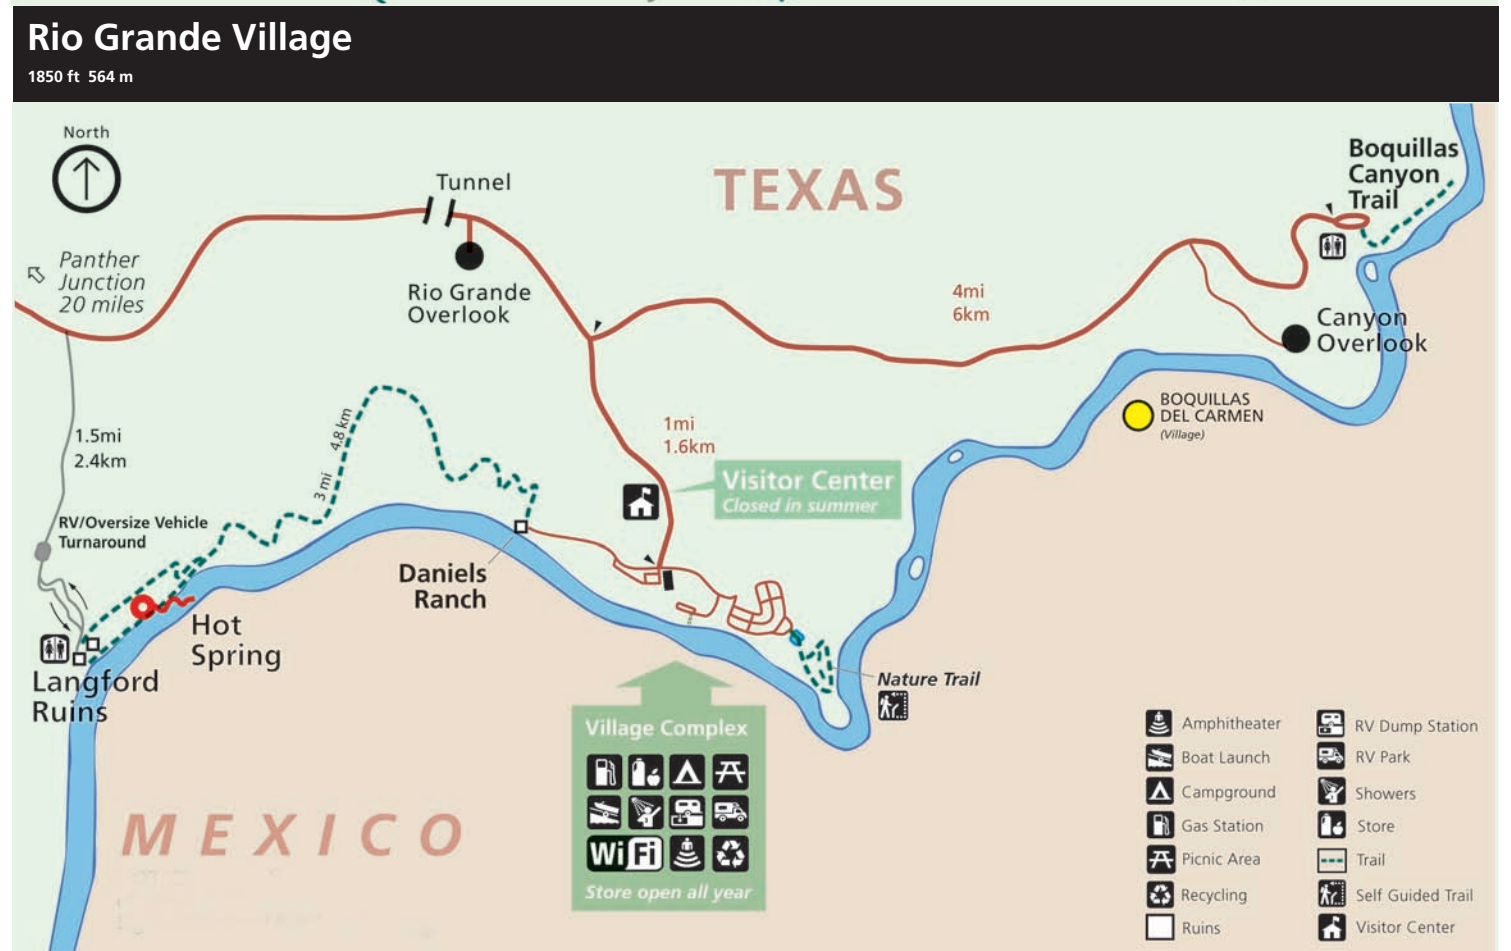 Rio Grande Village
1850 ft  564 m
North
Tunnel
TEXAS
Boquillas
Canyon
Trail
Panther
Junction
20 miles
Rio Grande
Overlook
4mi
6km
Canyon
Overlook
BOQUILLAS
DEL CARMEN
(Village)
1.5mi
2.4km
3 mi
4.8 km
1mi
1.6km
Visitor Center
Closed in summer
RV/Oversize Vehicle
Turnaround
Daniels
Ranch
Hot
Spring
Langford
Ruins
Nature Trail
Village Complex
WiFi
Store open all year
MEXICO
Amphitheater
Boat Launch
Campground
Gas Station
Picnic Area
Recycling
Ruins
RV Dump Station
RV Park
Showers
Store
Trail
Self Guided Trail
Visitor Center